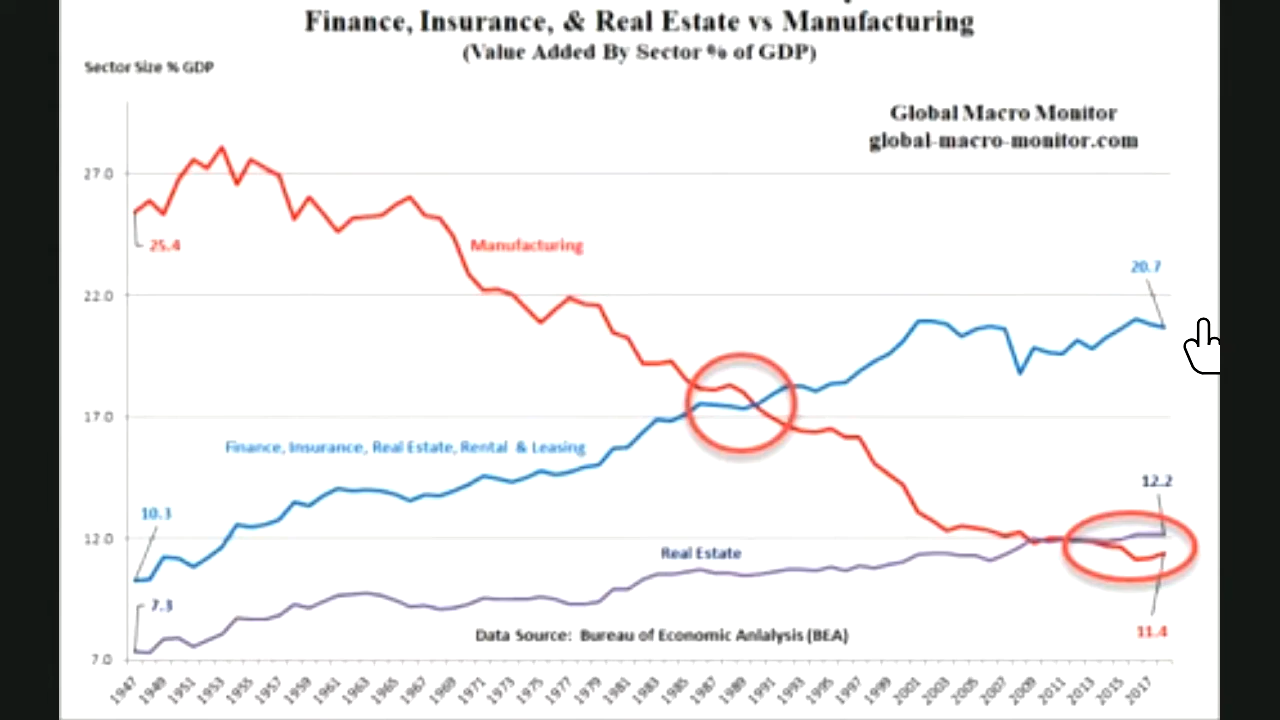 Finance, Insurance, & Real Estate vs Manufacturing
(Value Added By Sector % of GDP)
Sector Size % GDP
Global Macro Monitor
global-macro-monitor.com
27.0
25.4
Manufacturing
20.7
22.0
17.0
Finance, Insurance, Real Estate, Rental & Leasing
12.2
10.3
12.0
Real Estate
7.3
Data Source: Bureau of Economic Anlalysis (BEA)
11.4
7.0
1947 1949 1951 1953 1955 1957 1959 1961 1963 1965 1967 1969 1971 1973 1975 1977 1979 1981 1983 1985 1987 1989 1991 1993 1995 1997 1999 2001 2003 2005 2007 2009 2011 2013 2015 2017